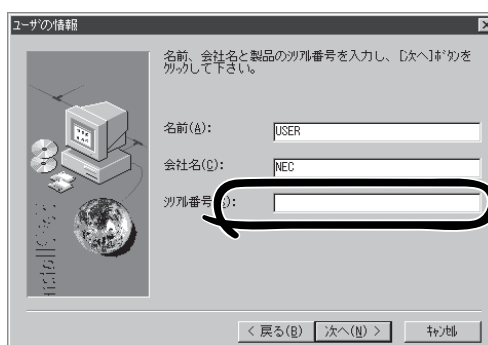 ユーザの情報
名前、会社名と製品のｼﾘｱﾙ番号を入力し、[次へ]ﾎﾞﾀﾝを
ｸﾘｯｸして下さい。
名前(A):
USER
会社名(C):
NEC
ｼﾘｱﾙ番号(S):
InstallShield
< 戻る(B)
次へ(N) >
ｷｬﾝｾﾙ